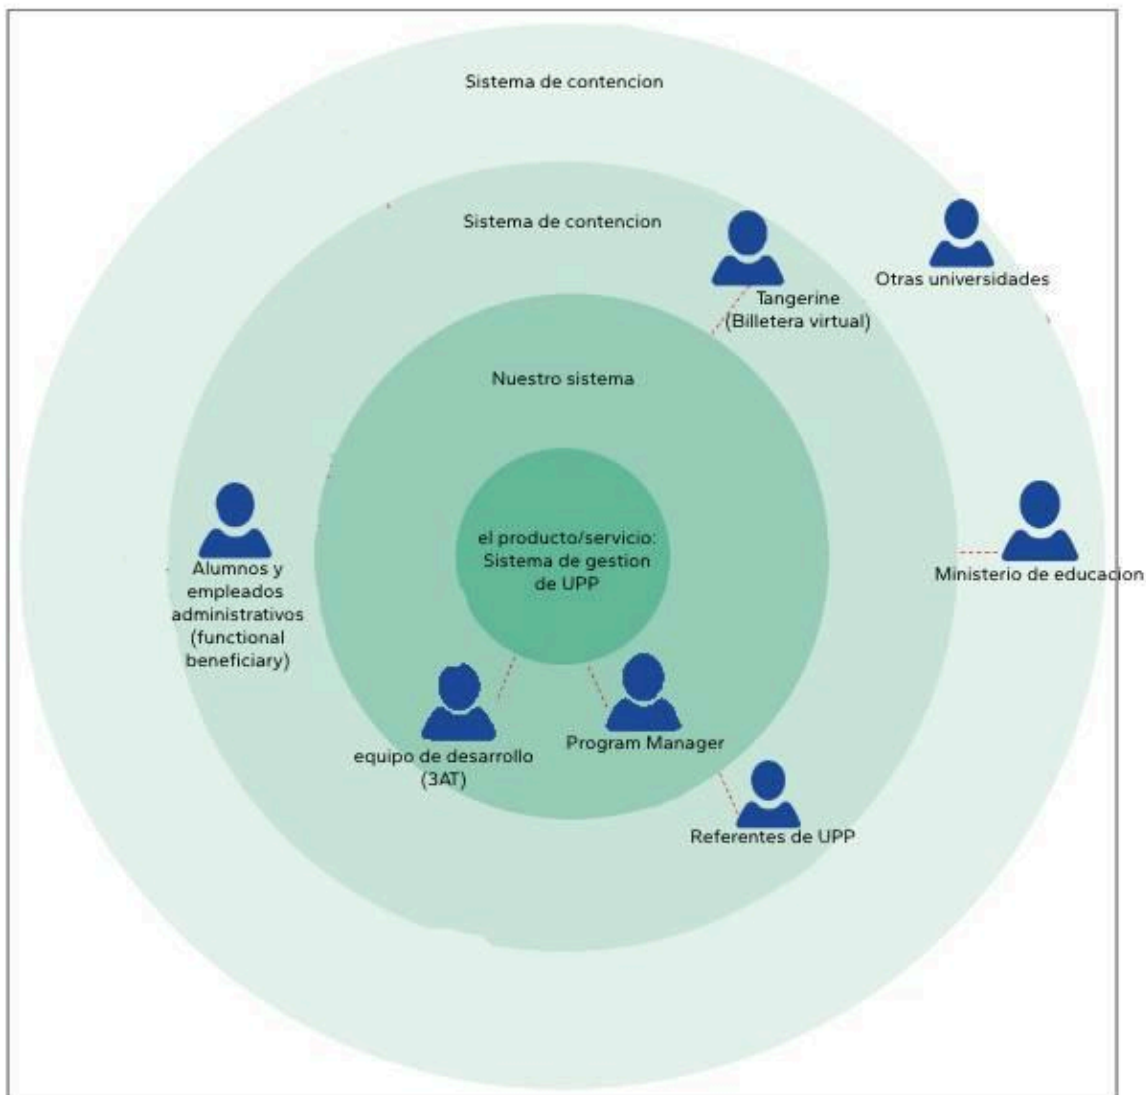 Sistema de contencion
Sistema de contencion
Otras universidades
Tangerine
(Billetera virtual)
Nuestro sistema
el producto/servicio:
Sistema de gestion
de UPP
Alumnos y
empleados
administrativos
(functional
beneficiary)
Ministerio de educacion
equipo de desarrollo
(3AT)
Program Manager
Referentes de UPP